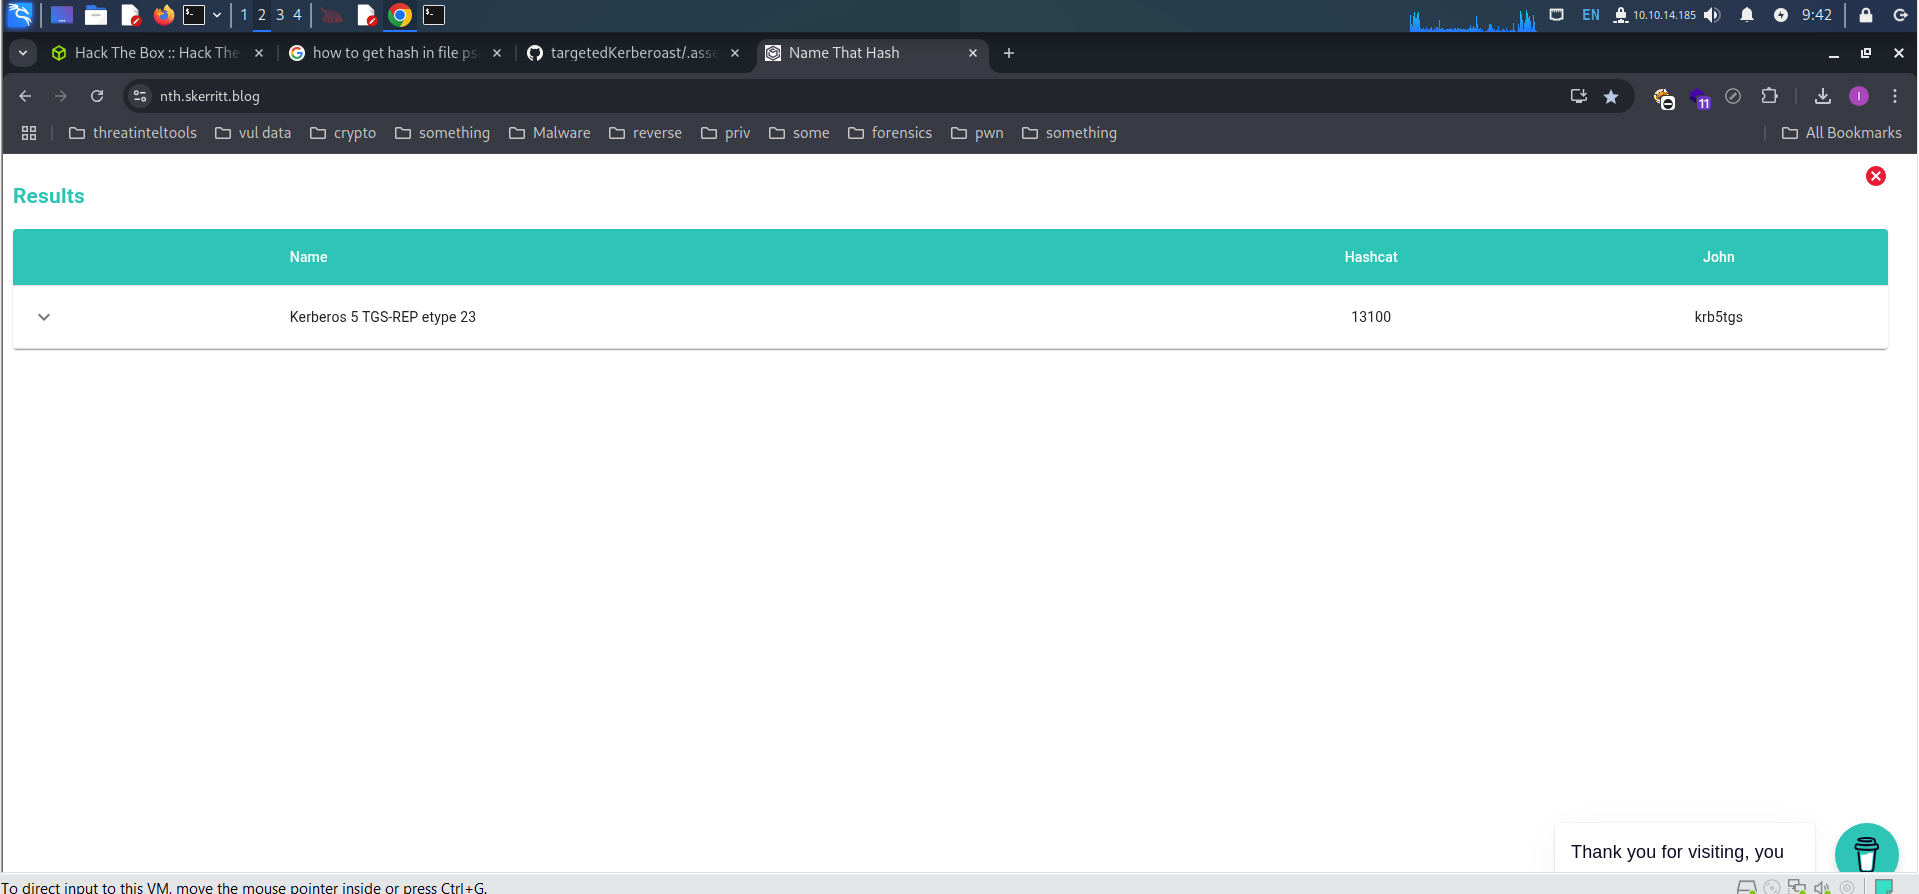 1 2 3 4 EN 10.10.14.185 9:42
Hack The Box :: Hack The how to get hash in file ps targetedKerberoast/.asse Name That Hash
nth.skerritt.blog 11 I
threatinteltools vul data crypto something Malware reverse priv some forensics pwn something All Bookmarks
Results
Name Hashcat John
Kerberos 5 TGS-REP etype 23 13100 krb5tgs
Thank you for visiting, you
To direct input to this VM, move the mouse pointer inside or press Ctrl+G.